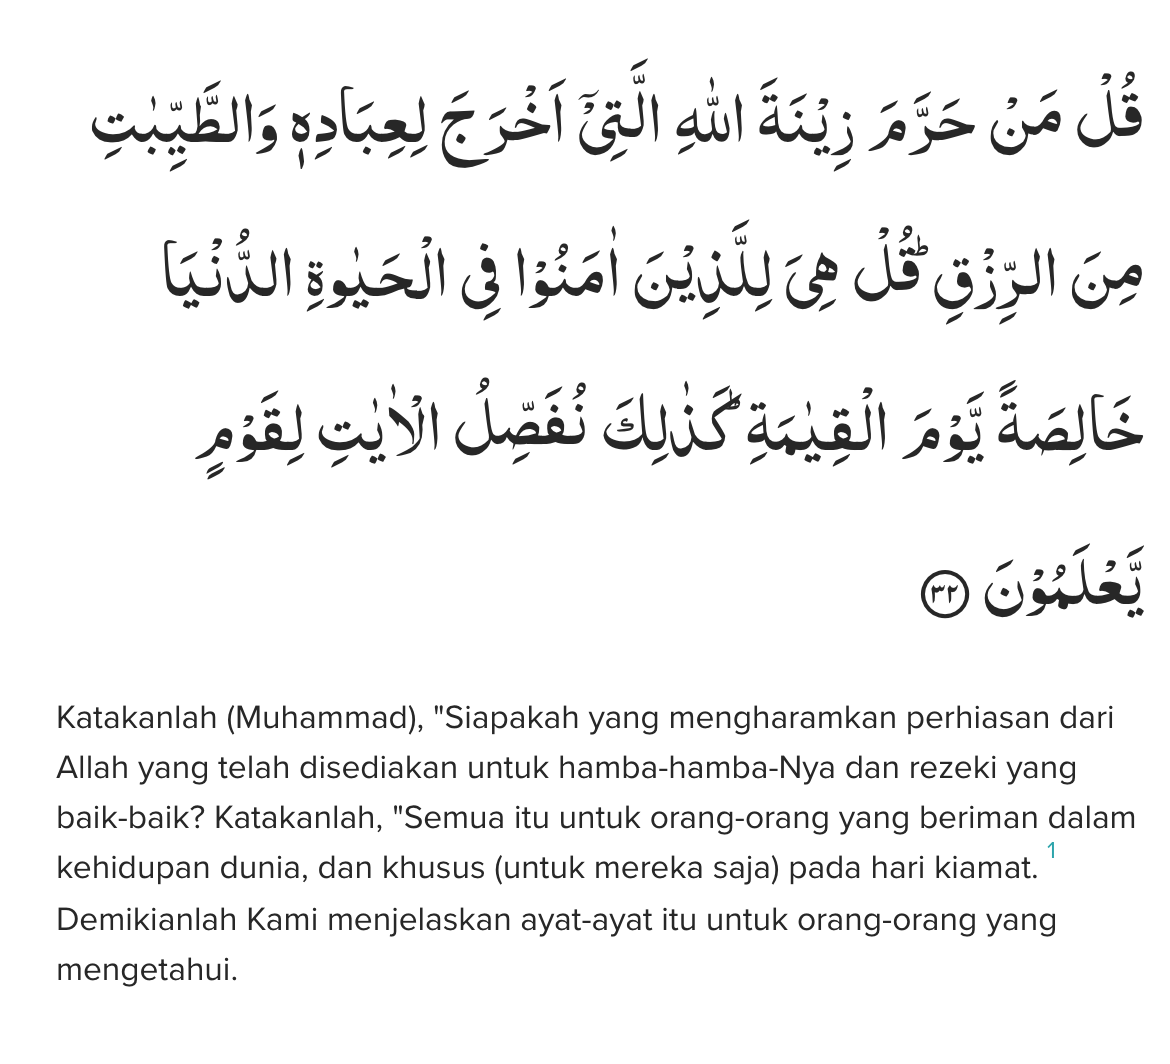 قُلْ مَنْ حَرَّمَ زِيْنَةَ اللّٰهِ الَّتِيْٓ اَخْرَجَ لِعِبَادِهٖ وَالطَّيِّبٰتِ
مِنَ الرِّزْقِۗ قُلْ هِيَ لِلَّذِيْنَ اٰمَنُوْا فِى الْحَيٰوةِ الدُّنْيَا
خَالِصَةً يَّوْمَ الْقِيٰمَةِۗ كَذٰلِكَ نُفَصِّلُ الْاٰيٰتِ لِقَوْمٍ
يَّعْلَمُوْنَ ٣٢
Katakanlah (Muhammad), "Siapakah yang mengharamkan perhiasan dari
Allah yang telah disediakan untuk hamba-hamba-Nya dan rezeki yang
baik-baik? Katakanlah, "Semua itu untuk orang-orang yang beriman dalam
kehidupan dunia, dan khusus (untuk mereka saja) pada hari kiamat. 1
Demikianlah Kami menjelaskan ayat-ayat itu untuk orang-orang yang
mengetahui.